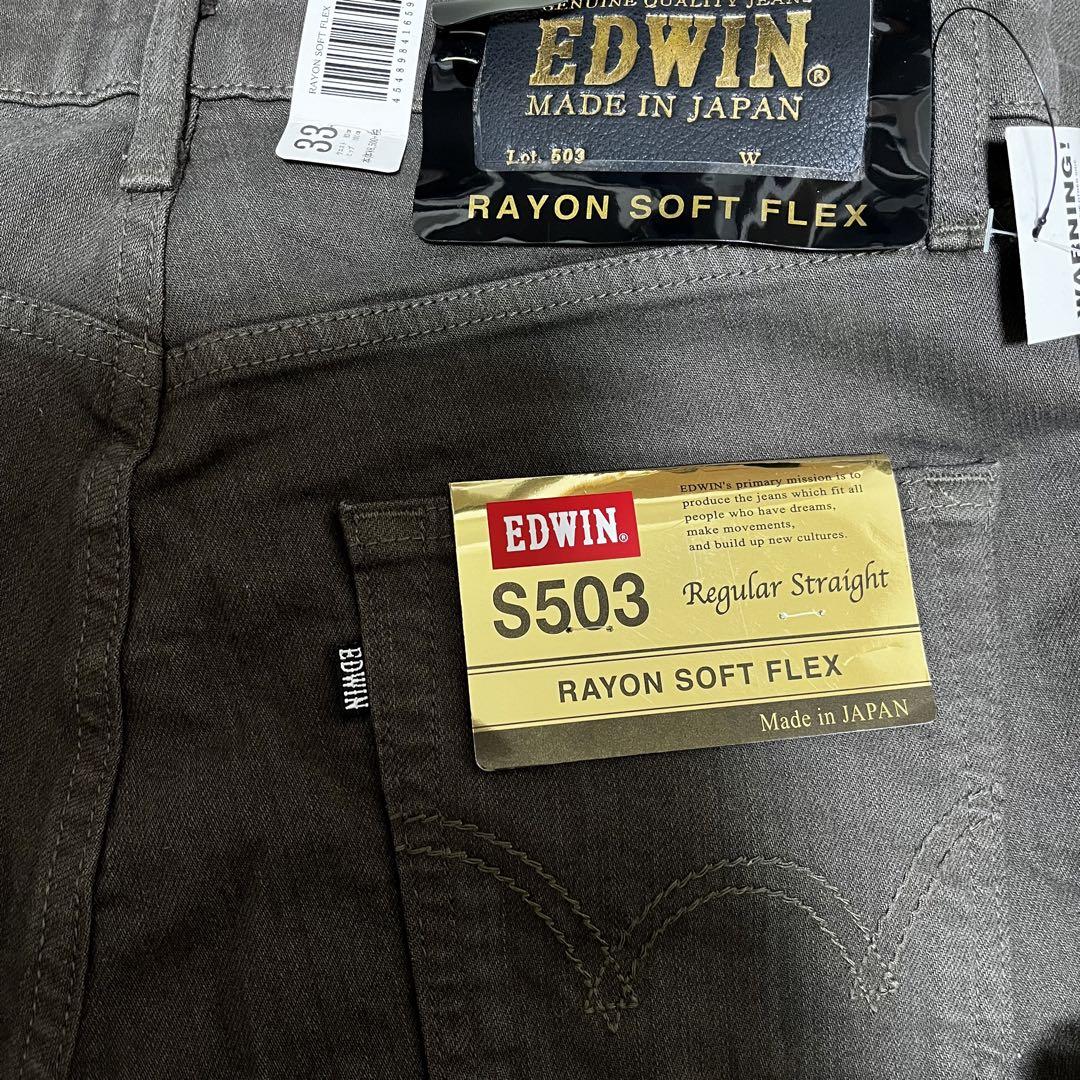 RAYON SOFT FLEX
33
GENUINE QUALITY JEANS
EDWIN®
MADE IN JAPAN
Lot. 503 W
RAYON SOFT FLEX
WARNING!
EDWIN®
EDWIN's primary mission is to
produce the jeans which fit all
people who have dreams,
make movements,
and build up new cultures.
S503
Regular Straight
RAYON SOFT FLEX
Made in JAPAN
EDWIN